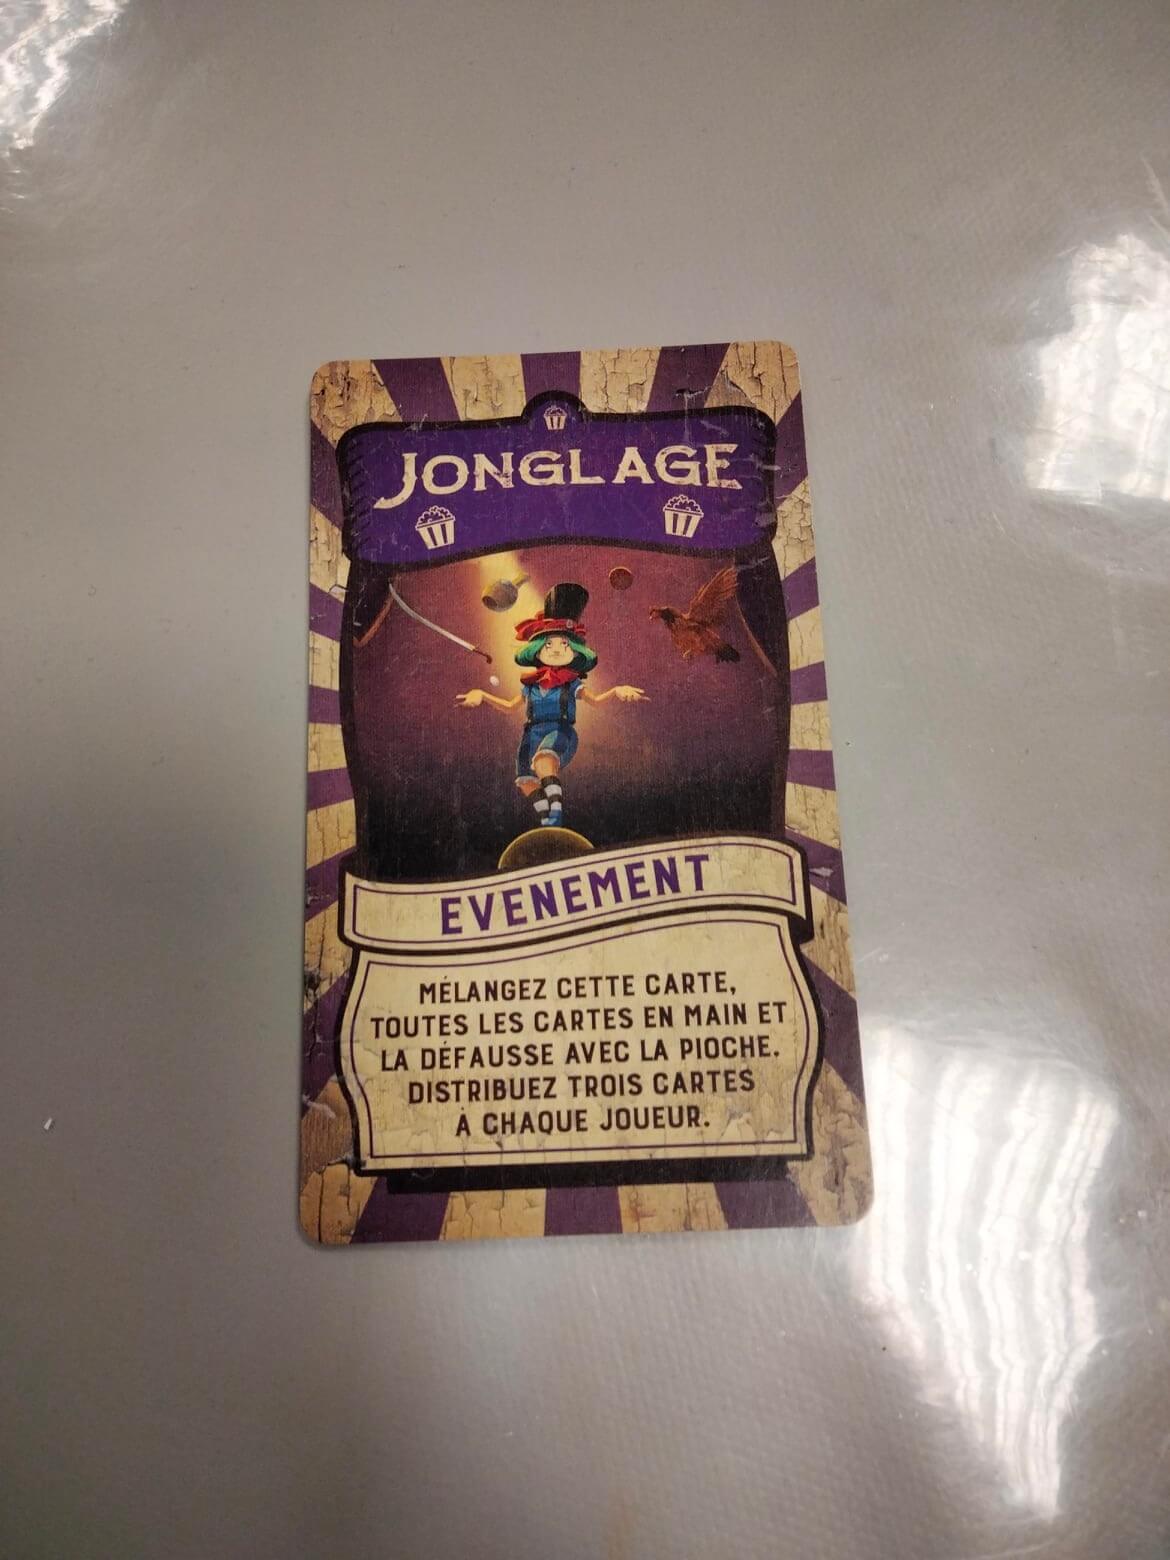 JONGLAGE
EVENEMENT
MÉLANGEZ CETTE CARTE,
TOUTES LES CARTES EN MAIN ET
LA DÉFAUSSE AVEC LA PIOCHE.
DISTRIBUEZ TROIS CARTES
À CHAQUE JOUEUR.